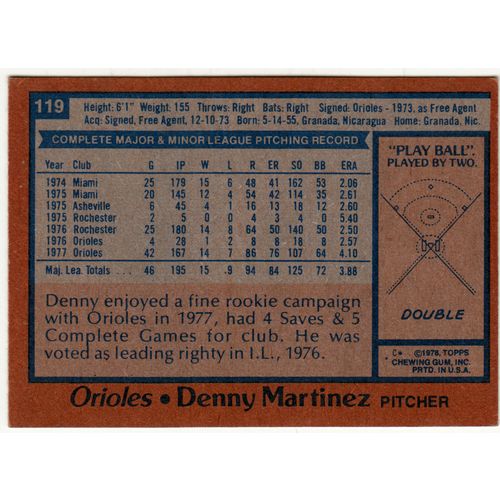 119
Height: 6'1" Weight: 155 Throws: Right Bats: Right Signed: Orioles - 1973, as Free Agent
Acq: Signed, Free Agent, 12-10-73 Born: 5-14-55, Granada, Nicaragua Home: Granada, Nic.
COMPLETE MAJOR & MINOR LEAGUE PITCHING RECORD
Year Club G IP W L R. ER SO BB ERA
1974 Miami 25 179 15 6 48 41 162 53 2.06
1975 Miami 20 145 12 4 54 42 114 35 2.61
1975 Asheville 6 45 4 1 16 13 18 12 2.60
1975 Rochester 2 5 0 0 4 3 4 2 5.40
1976 Rochester 25 180 14 8 64 50 140 50 2.50
1976 Orioles 4 28 1 2 8 8 18 8 2.57
1977 Orioles 42 167 14 7 86 76 107 64 4.10
Maj. Lea. Totals . . . 46 195 15 9 94 84 125 72 3.88
Denny enjoyed a fine rookie campaign
with Orioles in 1977, had 4 Saves & 5
Complete Games for club. He was
voted as leading righty in I.L., 1976.
"PLAY BALL".
PLAYED BY TWO.
DOUBLE
C* ©1978, TOPPS
CHEWING GUM, INC.
PRTD. IN U.S.A.
Orioles • Denny Martinez PITCHER